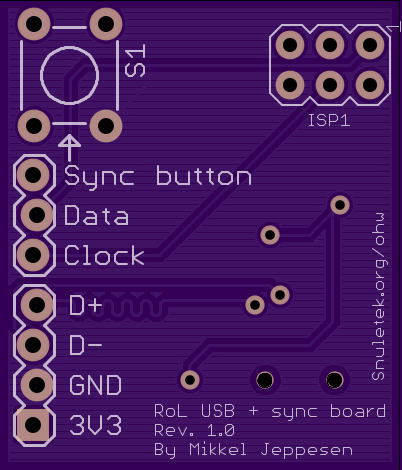 S1
1
ISP1
Sync button
Data
Clock
D+
D-
GND
3V3
Snuletek.org/ohw
RoL USB + sync board
Rev. 1.0
By Mikkel Jeppesen